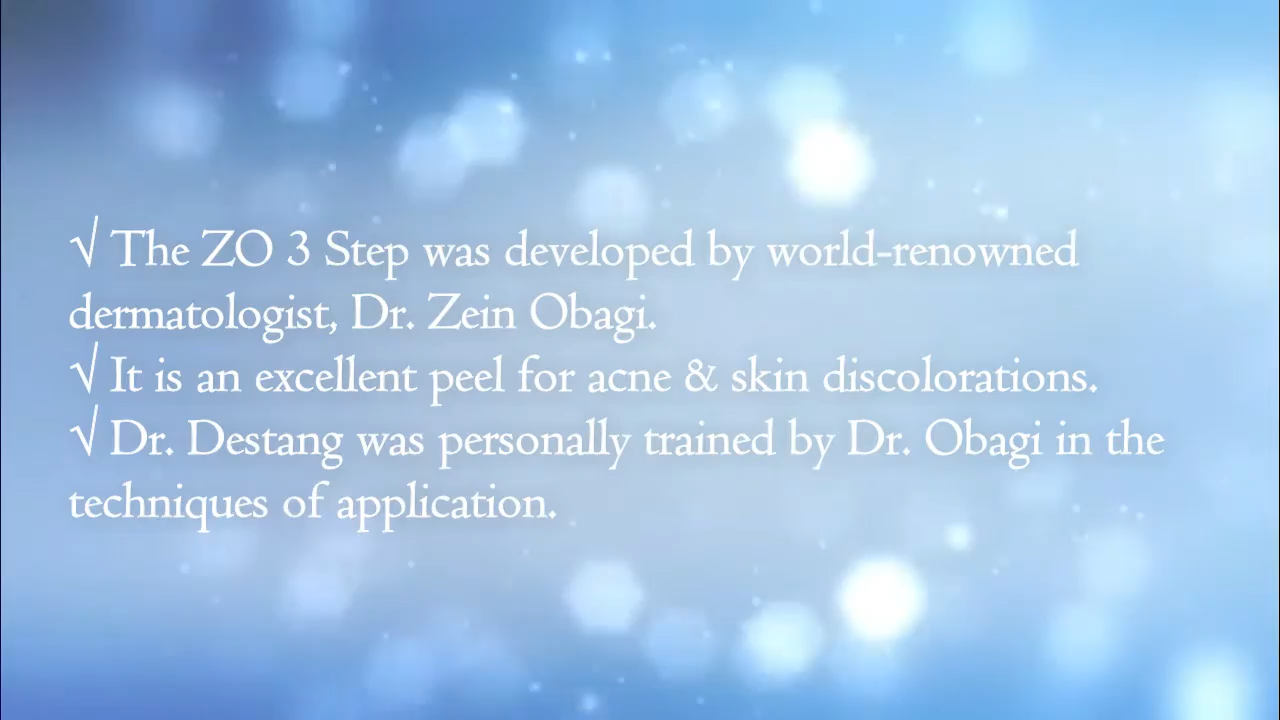 √ The ZO 3 Step was developed by world-renowned
dermatologist, Dr. Zein Obagi.
√ It is an excellent peel for acne & skin discolorations.
√ Dr. Destang was personally trained by Dr. Obagi in the
techniques of application.